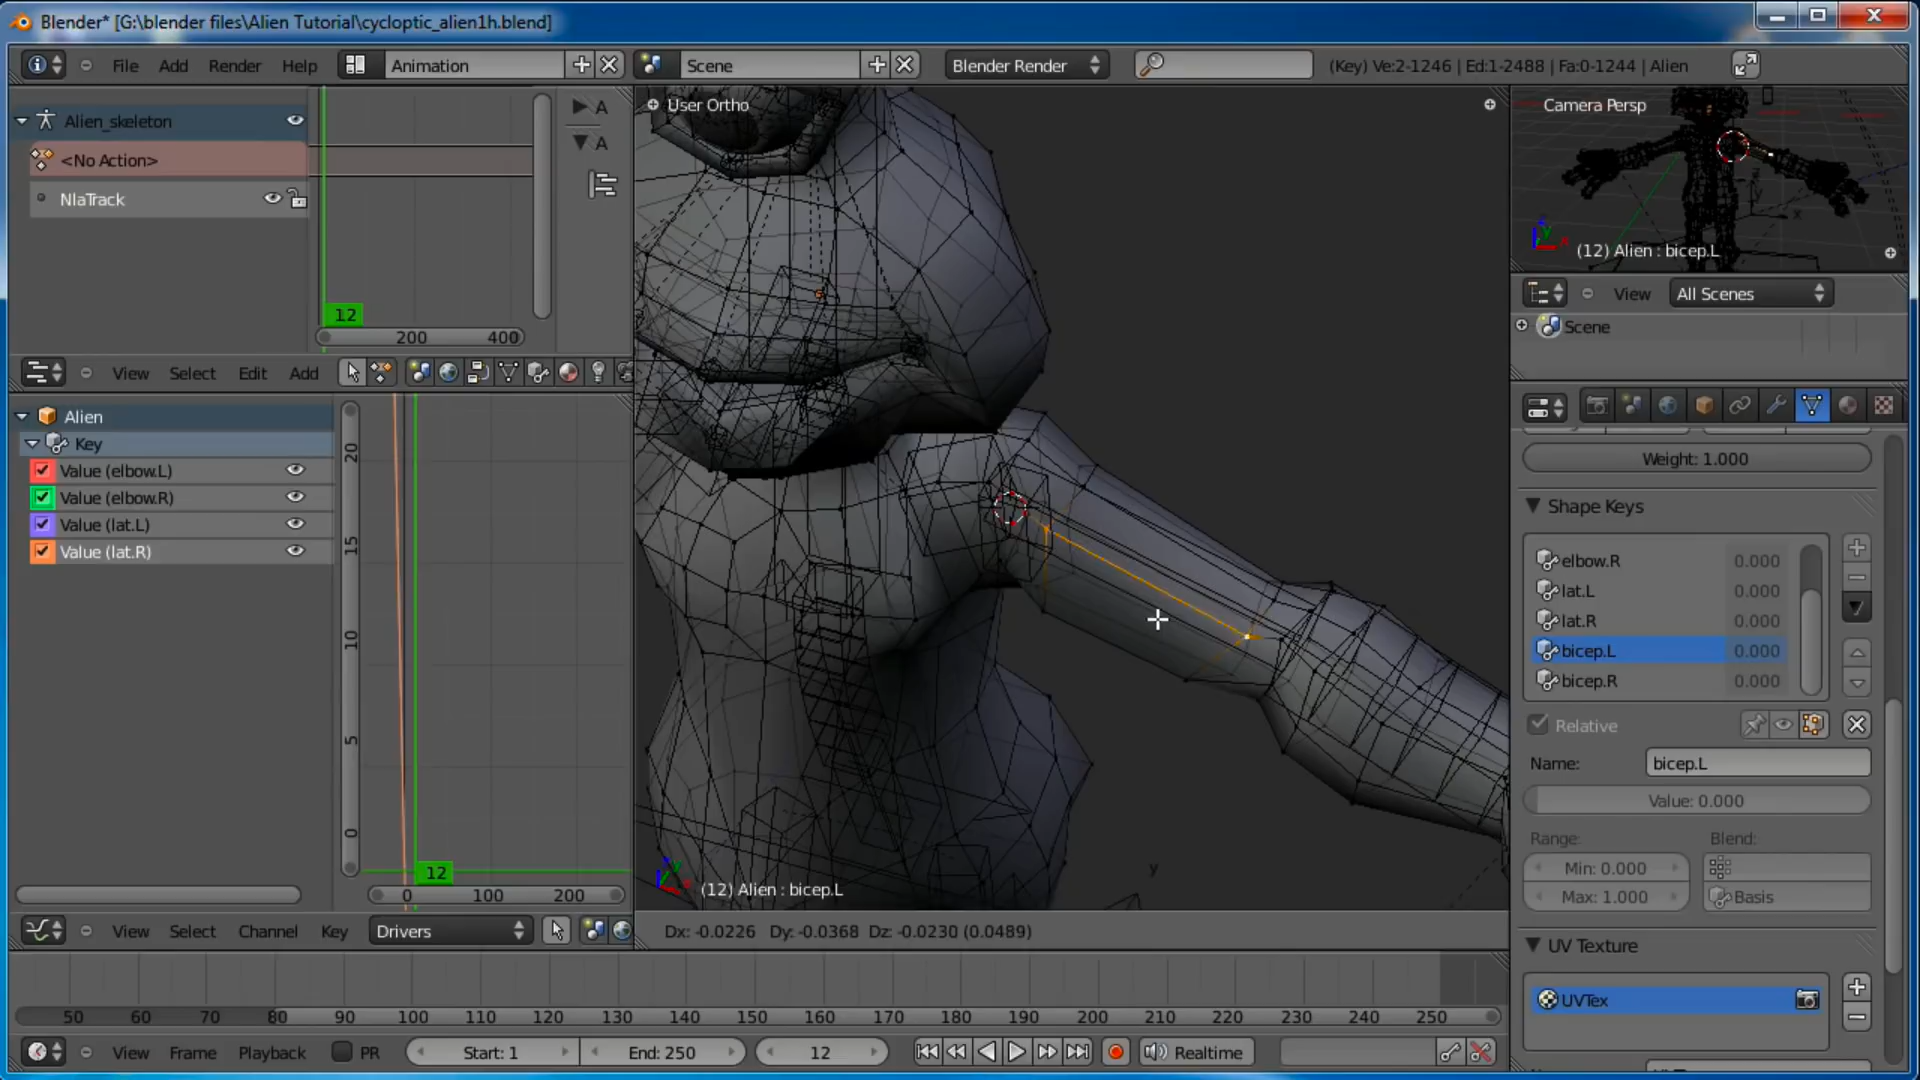 Blender* [G:\blender files\Alien Tutorial\cycloptic_alien1h.blend]
File Add Render Help Animation Scene Blender Render (Key) Ve:2-1246 | Ed:1-2488 | Fa:0-1244 | Alien
Alien_skeleton
<No Action>
NlaTrack
A
A
12
200 400
View Select Edit Add
Alien
Key
Value (elbow.L)
Value (elbow.R)
Value (lat.L)
Value (lat.R)
20
15
10
5
0
12
0 100 200
View Select Channel Key Drivers
User Ortho
y
(12) Alien : bicep.L
Dx: -0.0226 Dy: -0.0368 Dz: -0.0230 (0.0489)
Camera Persp
x
(12) Alien : bicep.L
View All Scenes
Scene
Weight: 1.000
Shape Keys
elbow.R 0.000
lat.L 0.000
lat.R 0.000
bicep.L 0.000
bicep.R 0.000
Relative
Name: bicep.L
Value: 0.000
Range: Blend:
Min: 0.000
Max: 1.000 Basis
UV Texture
UVTex
50 60 70 80 90 100 110 120 130 140 150 160 170 180 190 200 210 220 230 240 250
View Frame Playback PR Start: 1 End: 250 12 Realtime